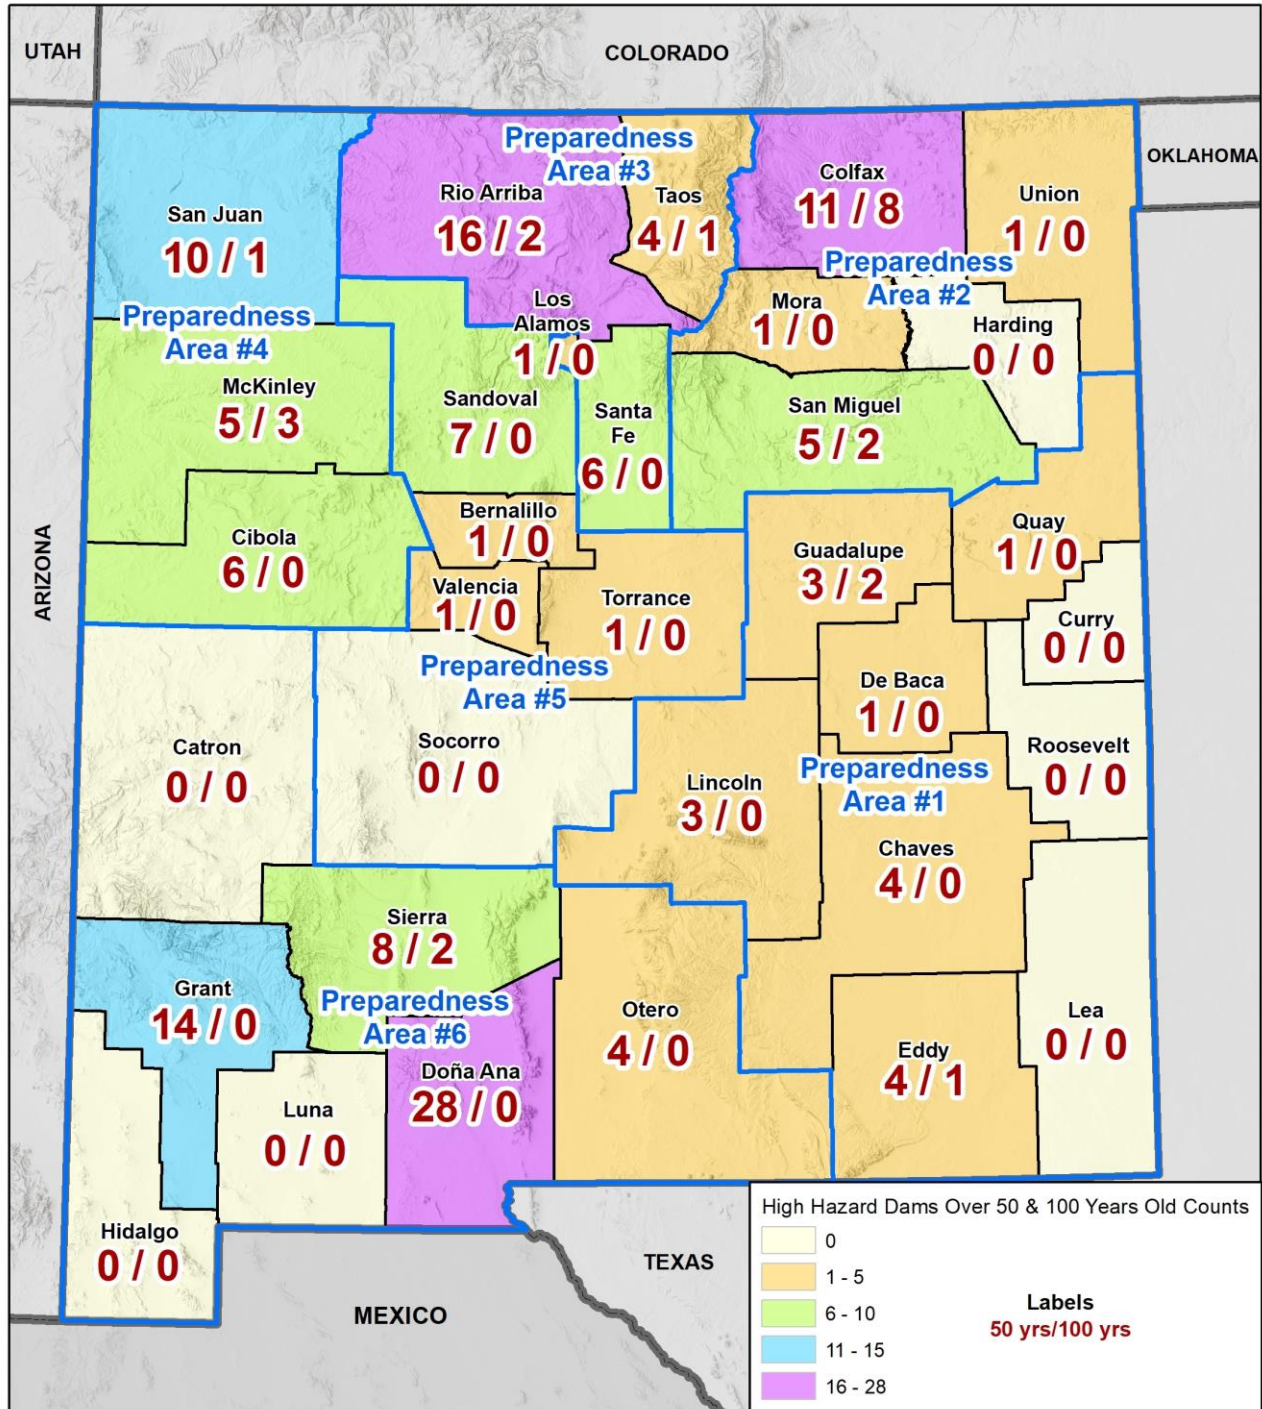 UTAH
COLORADO
OKLAHOMA
ARIZONA
TEXAS
MEXICO
Preparedness
Area #3
San Juan
10 / 1
Rio Arriba
16 / 2
Taos
4 / 1
Colfax
11 / 8
Union
1 / 0
Preparedness
Area #2
Preparedness
Area #4
Los
Alamos
1 / 0
Mora
1 / 0
Harding
0 / 0
McKinley
5 / 3
Sandoval
7 / 0
Santa
Fe
6 / 0
San Miguel
5 / 2
Cibola
6 / 0
Bernalillo
1 / 0
Valencia
1 / 0
Torrance
1 / 0
Guadalupe
3 / 2
Quay
1 / 0
Curry
0 / 0
Preparedness
Area #5
De Baca
1 / 0
Roosevelt
0 / 0
Catron
0 / 0
Socorro
0 / 0
Lincoln
3 / 0
Preparedness
Area #1
Chaves
4 / 0
Sierra
8 / 2
Grant
14 / 0
Preparedness
Area #6
Doña Ana
28 / 0
Otero
4 / 0
Eddy
4 / 1
Lea
0 / 0
Luna
0 / 0
Hidalgo
0 / 0
High Hazard Dams Over 50 & 100 Years Old Counts
0
1 - 5
6 - 10
11 - 15
16 - 28
Labels
50 yrs/100 yrs